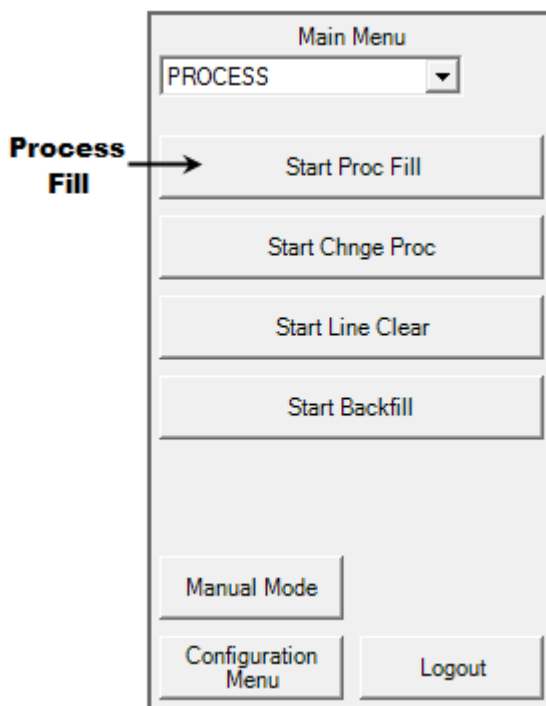 Main Menu
PROCESS
Process
Fill
Start Proc Fill
Start Chnge Proc
Start Line Clear
Start Backfill
Manual Mode
Configuration
Menu
Logout